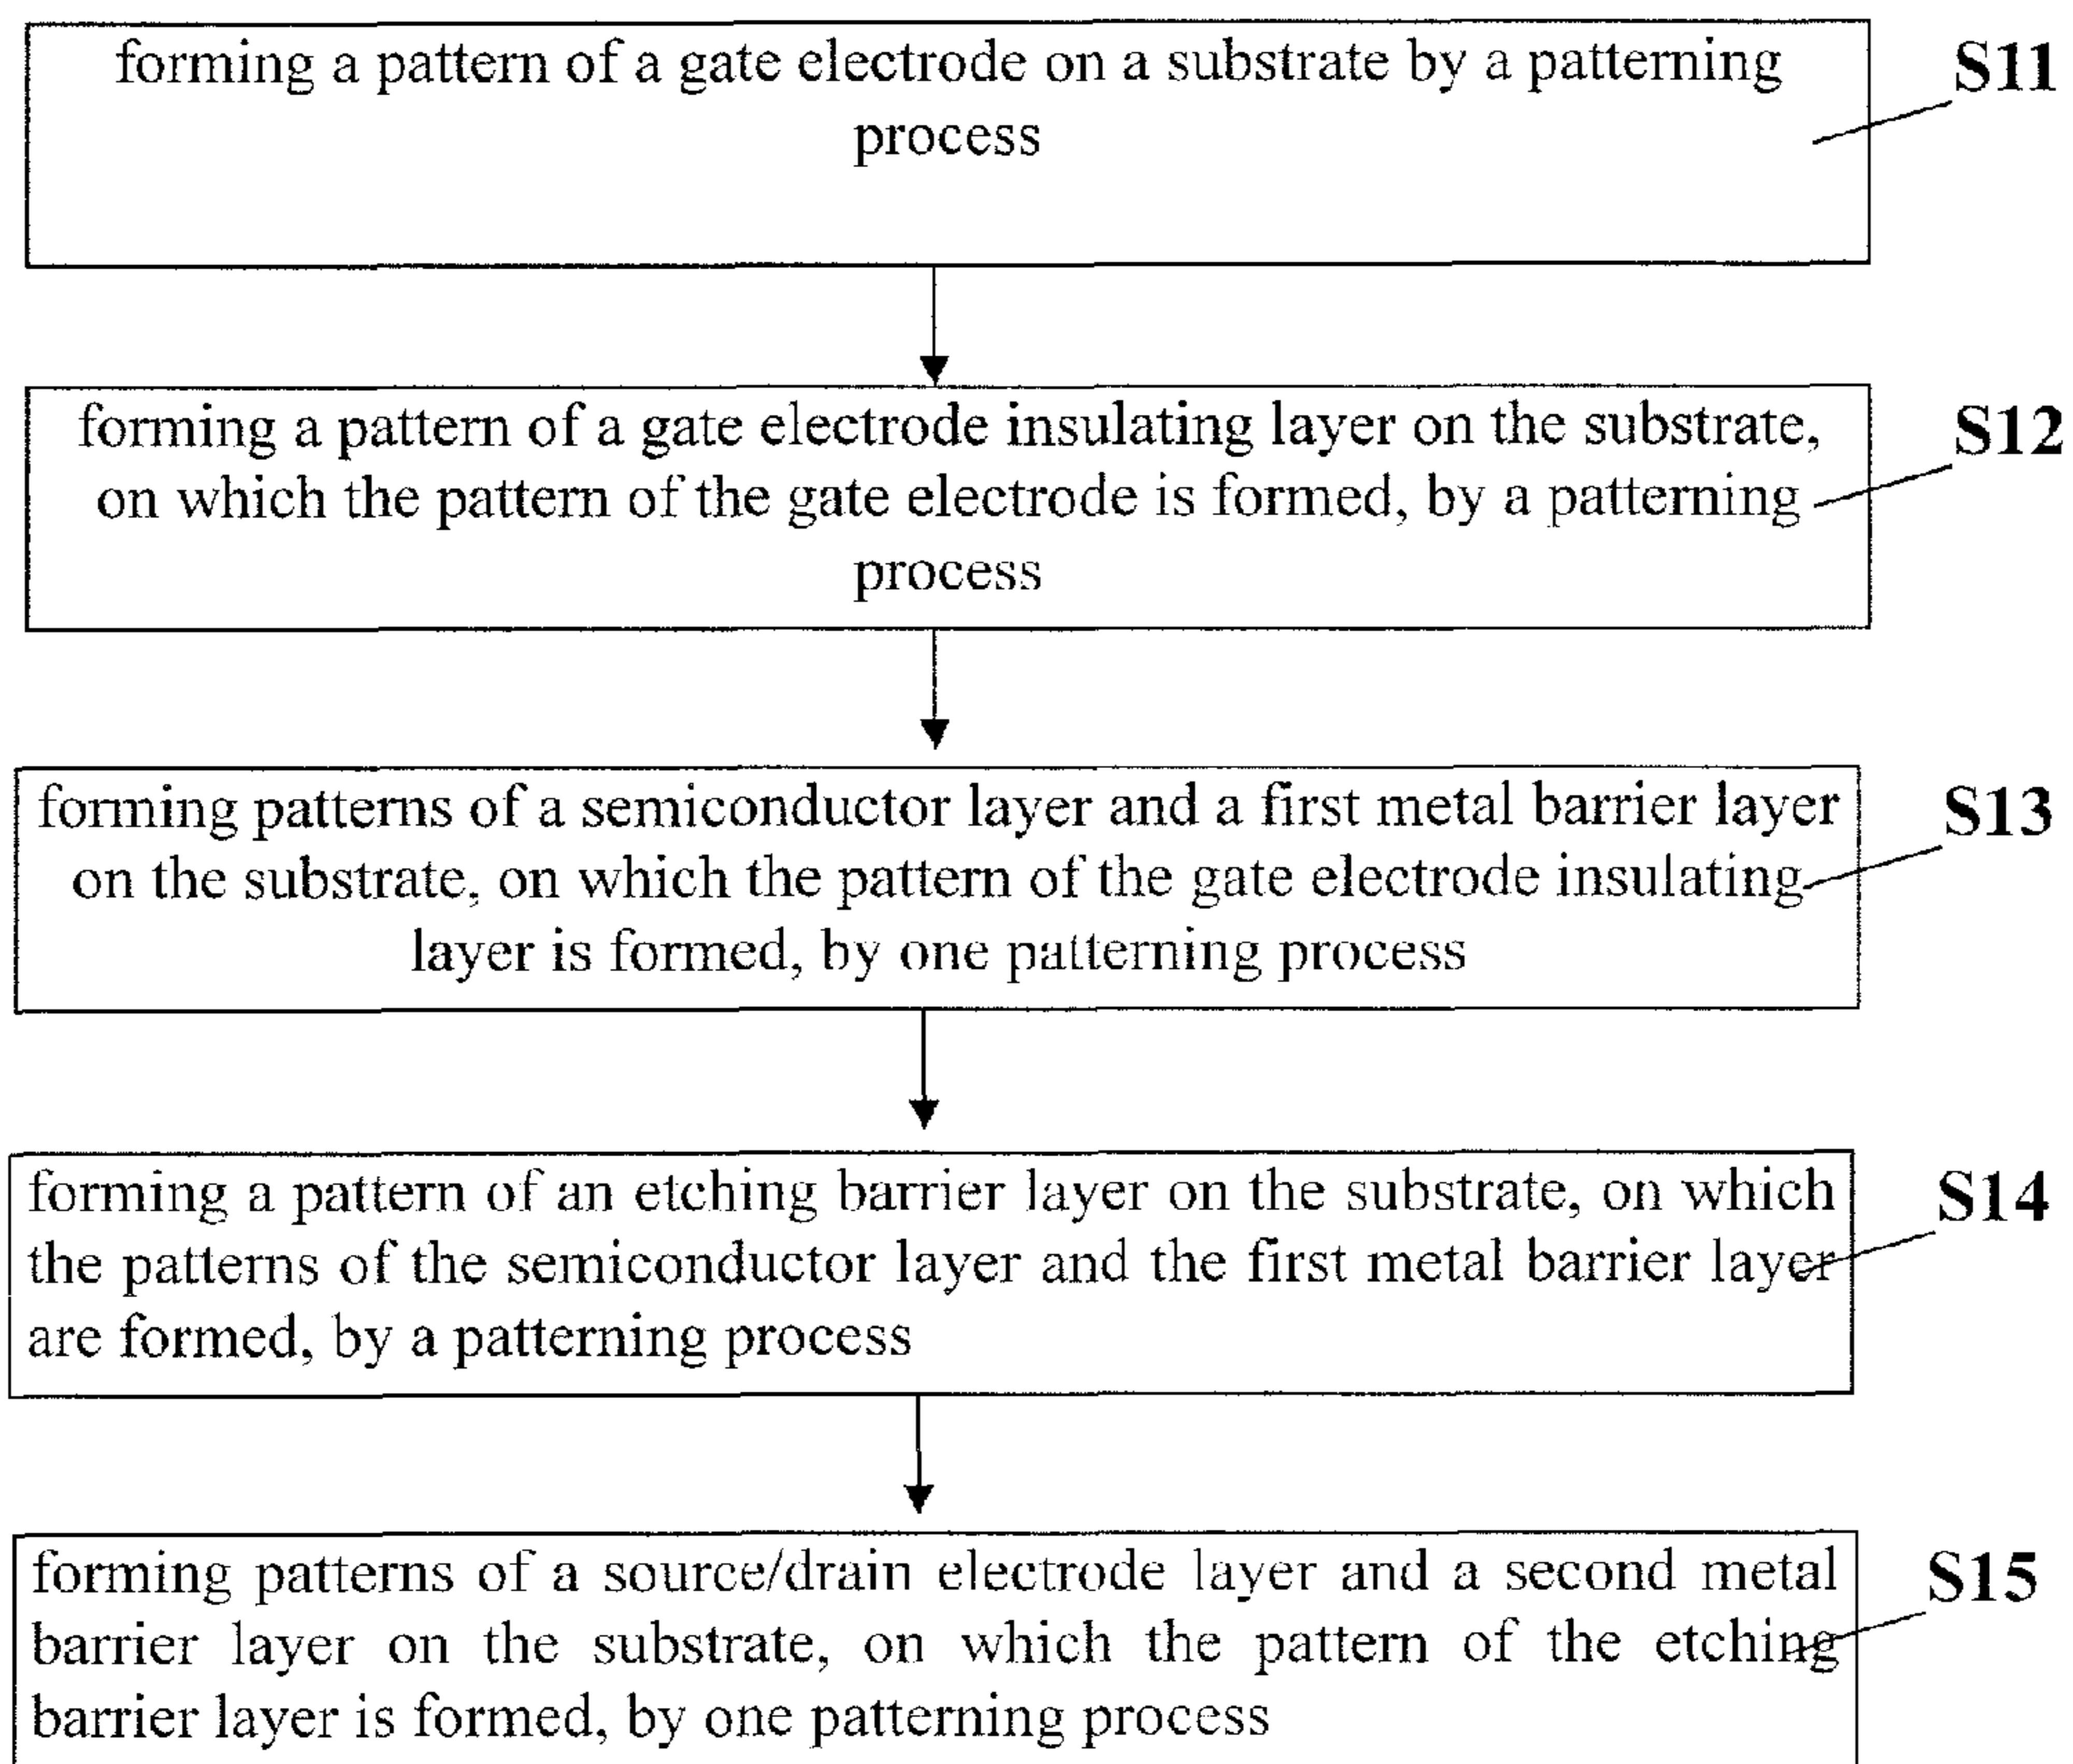 forming a pattern of a gate electrode on a substrate by a patterning
process
S11
forming a pattern of a gate electrode insulating layer on the substrate,
on which the pattern of the gate electrode is formed, by a patterning
process
S12
forming patterns of a semiconductor layer and a first metal barrier layer
on the substrate, on which the pattern of the gate electrode insulating
layer is formed, by one patterning process
S13
forming a pattern of an etching barrier layer on the substrate, on which
the patterns of the semiconductor layer and the first metal barrier layer
are formed, by a patterning process
S14
forming patterns of a source/drain electrode layer and a second metal
barrier layer on the substrate, on which the pattern of the etching
barrier layer is formed, by one patterning process
S15